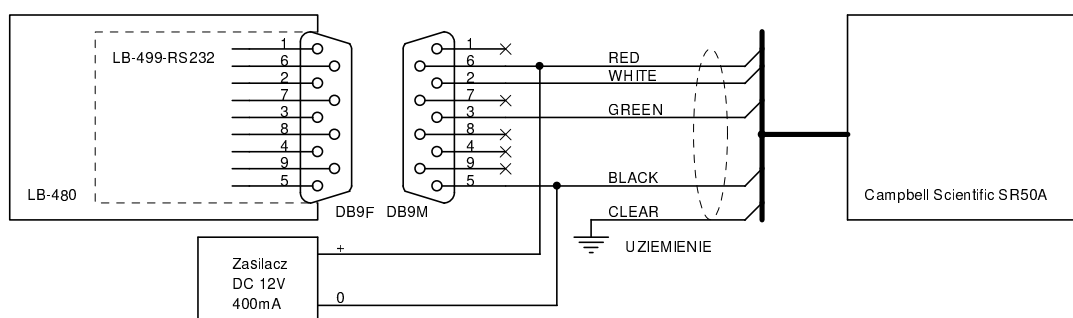 LB-499-RS232
LB-480
1
6
2
7
3
8
4
9
5
DB9F
DB9M
1
6
2
7
3
8
4
9
5
RED
WHITE
GREEN
BLACK
CLEAR
UZIEMIENIE
Campbell Scientific SR50A
Zasilacz
DC 12V
400mA
+
0